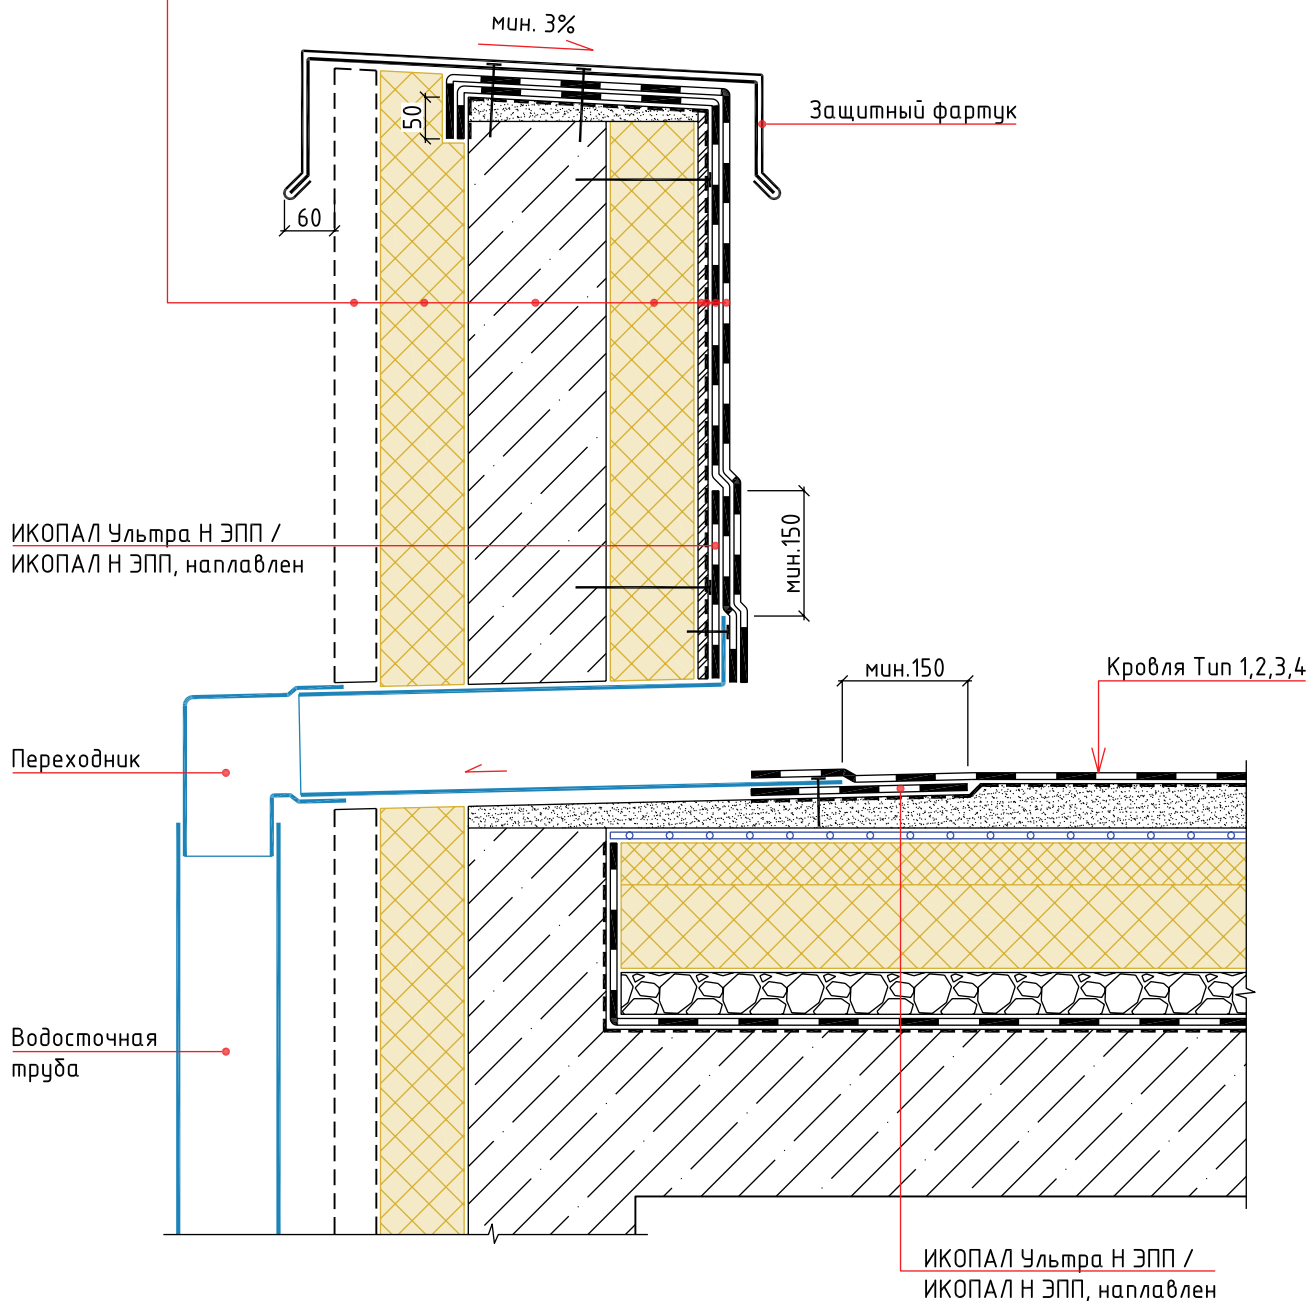 мин. 3%
Защитный фартук
50
60
ИКОПАЛ Ультра Н ЭПП /
ИКОПАЛ Н ЭПП, наплавлен
мин.150
мин.150
Кровля Тип 1,2,3,4
Переходник
Водосточная
труба
ИКОПАЛ Ультра Н ЭПП /
ИКОПАЛ Н ЭПП, наплавлен